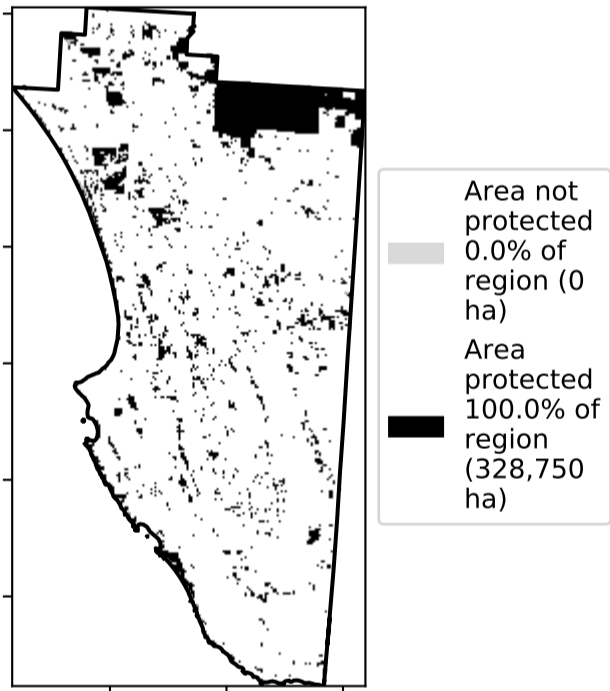 Area not
protected
0.0% of
region (0
ha)
Area
protected
100.0% of
region
(328,750
ha)